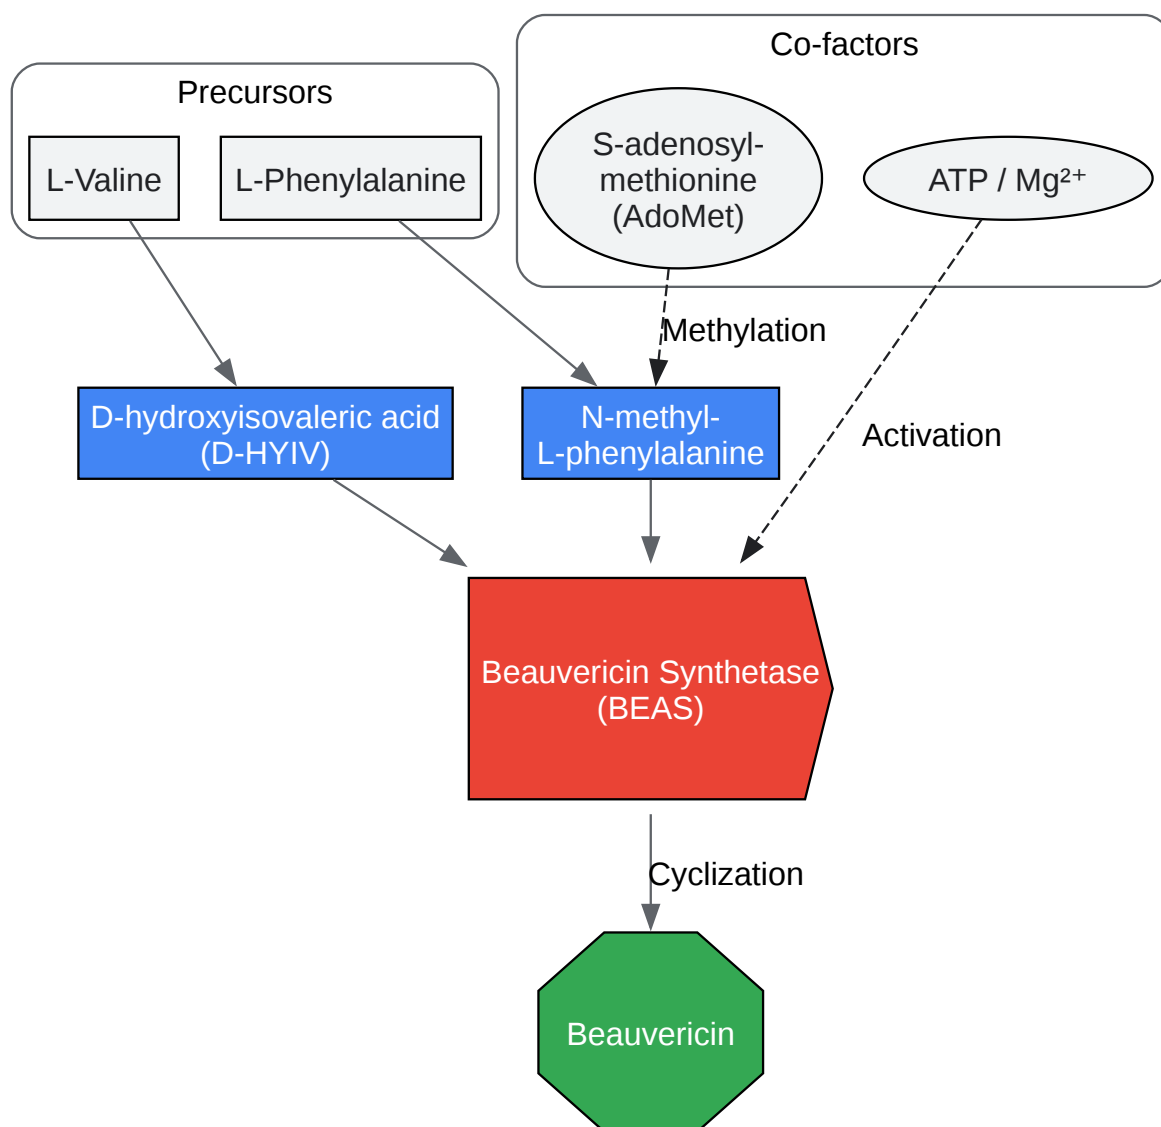 Co-factors
Precursors
L-Valine
L-Phenylalanine
S-adenosyl-
methionine
(AdoMet)
ATP / Mg²⁺
Methylation
D-hydroxyisovaleric acid
(D-HYIV)
N-methyl-
L-phenylalanine
Activation
Beauvericin Synthetase
(BEAS)
Cyclization
Beauvericin